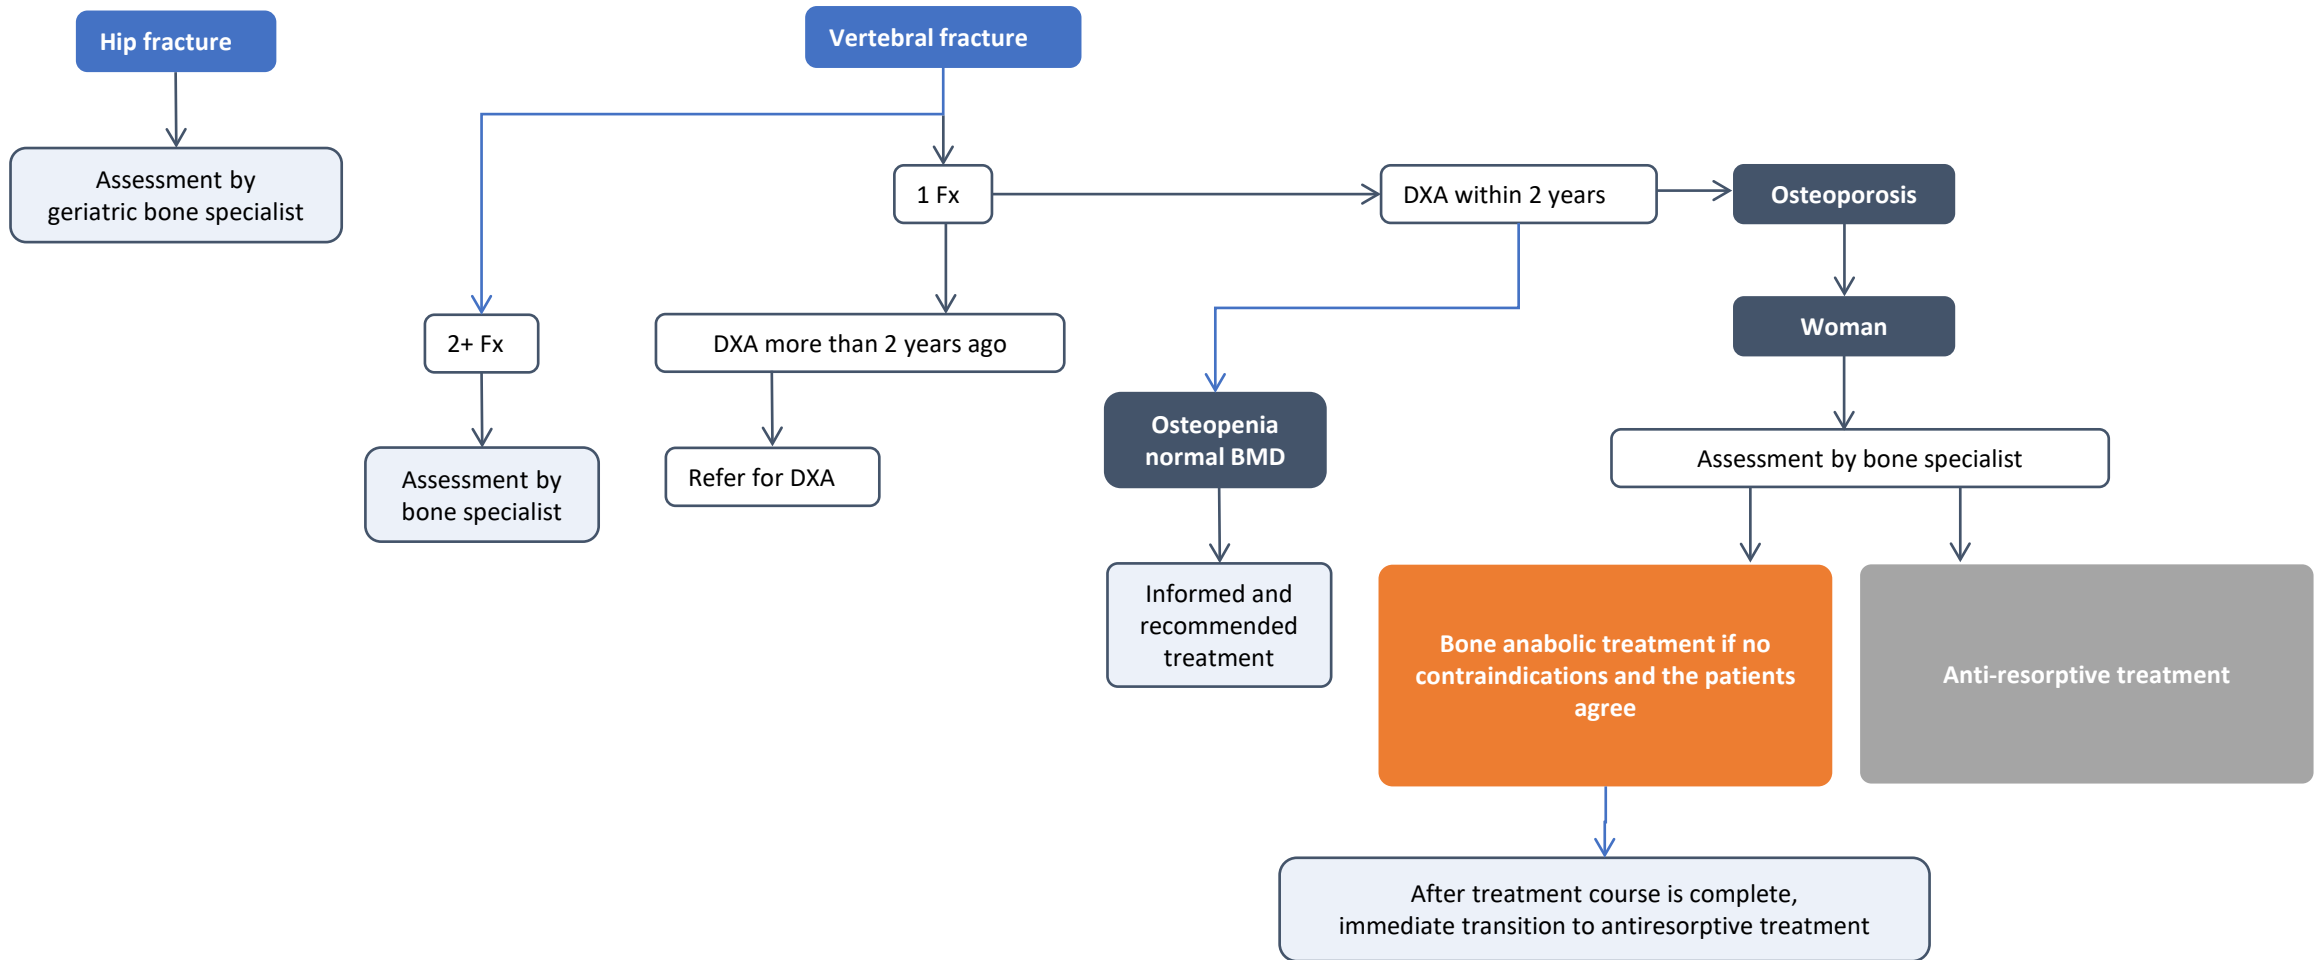 Hip fracture
Vertebral fracture
Assessment by
geriatric bone specialist
1 Fx
DXA within 2 years
Osteoporosis
2+ Fx
DXA more than 2 years ago
Woman
Osteopenia
normal BMD
Assessment by
bone specialist
Refer for DXA
Assessment by bone specialist
Informed and
recommended
treatment
Bone anabolic treatment if no
contraindications and the patients
agree
Anti-resorptive treatment
After treatment course is complete,
immediate transition to antiresorptive treatment